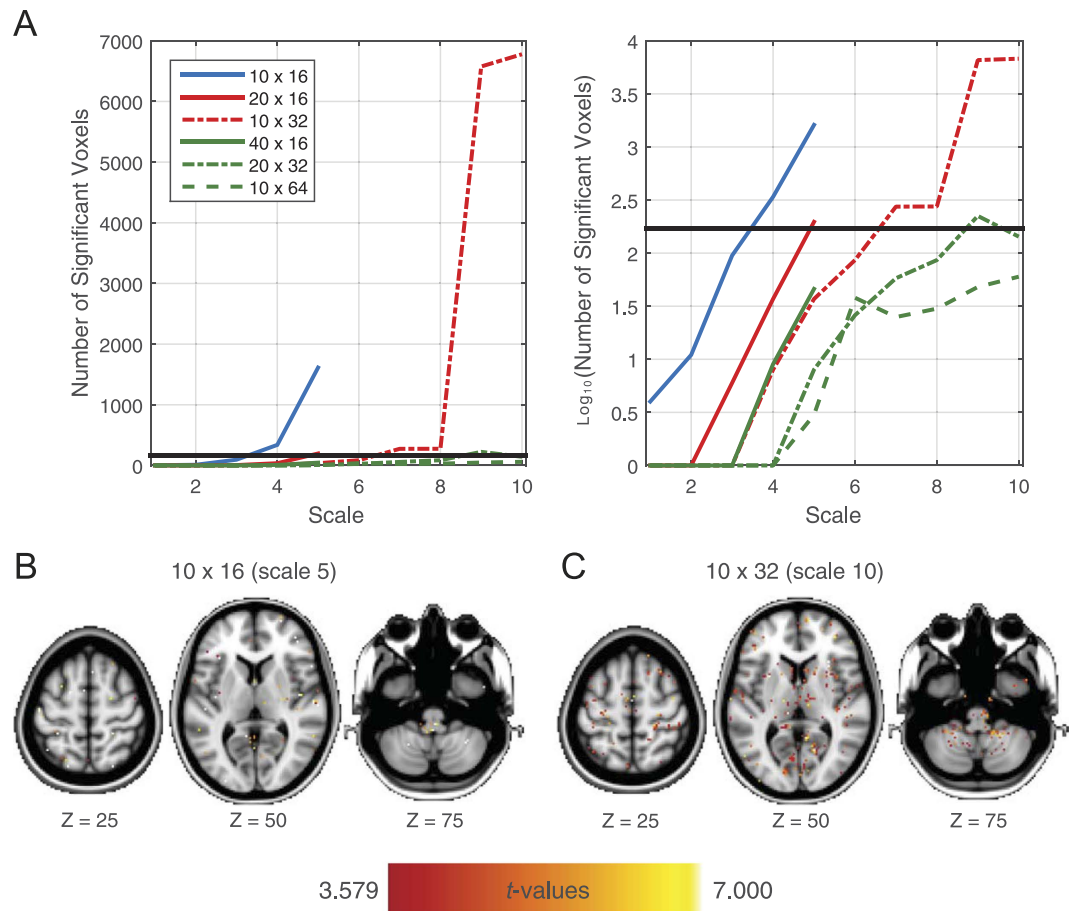 A
Number of Significant Voxels
7000
6000
5000
4000
3000
2000
1000
0
10 x 16
20 x 16
10 x 32
40 x 16
20 x 32
10 x 64
2
4
6
8
10
Scale
Log10(Number of Significant Voxels)
4
3.5
3
2.5
2
1.5
1
0.5
0
2
4
6
8
10
Scale
B
10 x 16 (scale 5)
Z = 25
Z = 50
Z = 75
C
10 x 32 (scale 10)
Z = 25
Z = 50
Z = 75
3.579
t-values
7.000